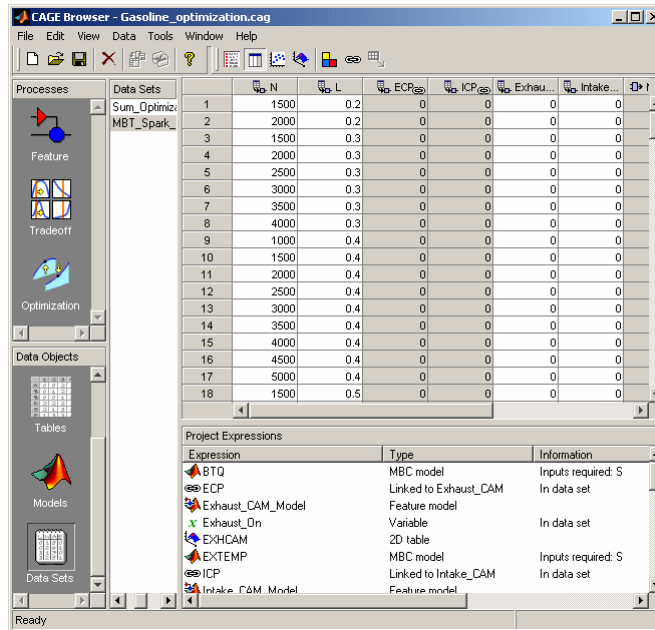 CAGE Browser - Gasoline_optimization.cag
File Edit View Data Tools Window Help
Processes
Feature
Tradeoff
Optimization
Data Objects
Tables
Models
Data Sets
Data Sets
Sum_Optimiza
MBT_Spark_
N L ECP ICP Exhau... Intake...
1 1500 0.2 0 0 0 0
2 2000 0.2 0 0 0 0
3 1500 0.3 0 0 0 0
4 2000 0.3 0 0 0 0
5 2500 0.3 0 0 0 0
6 3000 0.3 0 0 0 0
7 3500 0.3 0 0 0 0
8 4000 0.3 0 0 0 0
9 1000 0.4 0 0 0 0
10 1500 0.4 0 0 0 0
11 2000 0.4 0 0 0 0
12 2500 0.4 0 0 0 0
13 3000 0.4 0 0 0 0
14 3500 0.4 0 0 0 0
15 4000 0.4 0 0 0 0
16 4500 0.4 0 0 0 0
17 5000 0.4 0 0 0 0
18 1500 0.5 0 0 0 0
Project Expressions
Expression Type Information
BTQ MBC model Inputs required: S
ECP Linked to Exhaust_CAM In data set
Exhaust_CAM_Model Feature model
x Exhaust_On Variable In data set
EXHCAM 2D table
EXTEMP MBC model Inputs required: S
ICP Linked to Intake_CAM In data set
Intake_CAM_Model Feature model
Ready